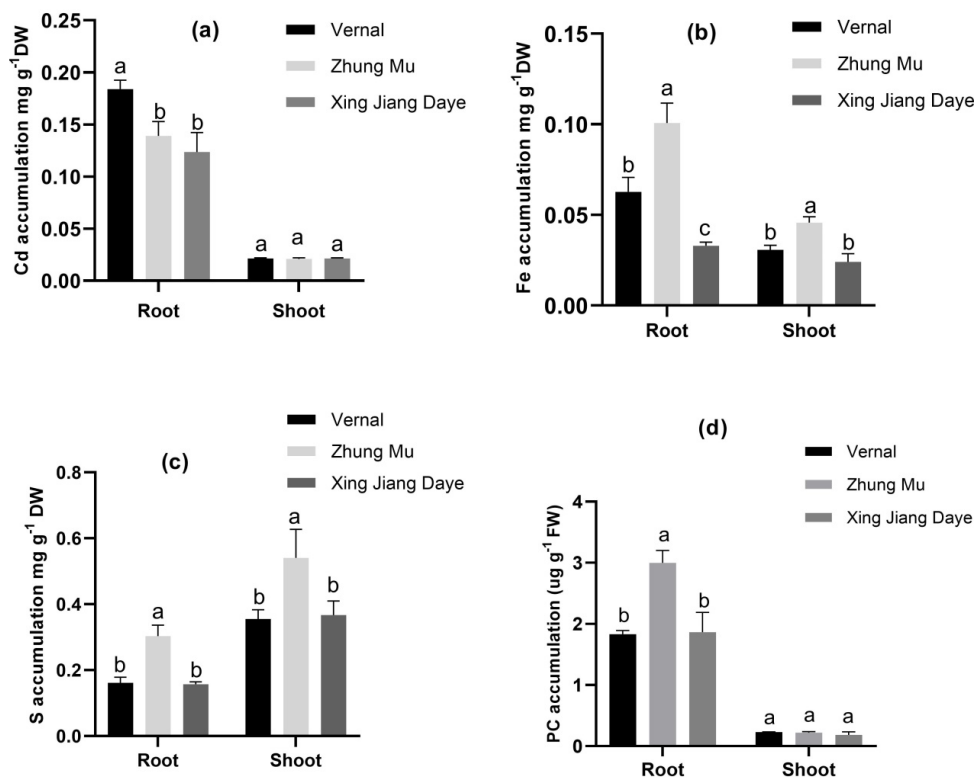 (a)
Vernal
Zhung Mu
Xing Jiang Daye
Cd accumulation mg g⁻¹DW
0.25
0.20
0.15
0.10
0.05
0.00
a
b
b
a
a
a
Root
Shoot
(b)
Vernal
Zhung Mu
Xing Jiang Daye
Fe accumulation mg g⁻¹DW
0.15
0.10
0.05
0.00
b
a
c
b
a
b
Root
Shoot
(c)
Vernal
Zhung Mu
Xing Jiang Daye
S accumulation mg g⁻¹ DW
0.8
0.6
0.4
0.2
0.0
b
a
b
b
a
b
Root
Shoot
(d)
Vernal
Zhung Mu
Xing Jiang Daye
PC accumulation (ug g⁻¹ FW)
4
3
2
1
0
b
a
b
a
a
a
Root
Shoot